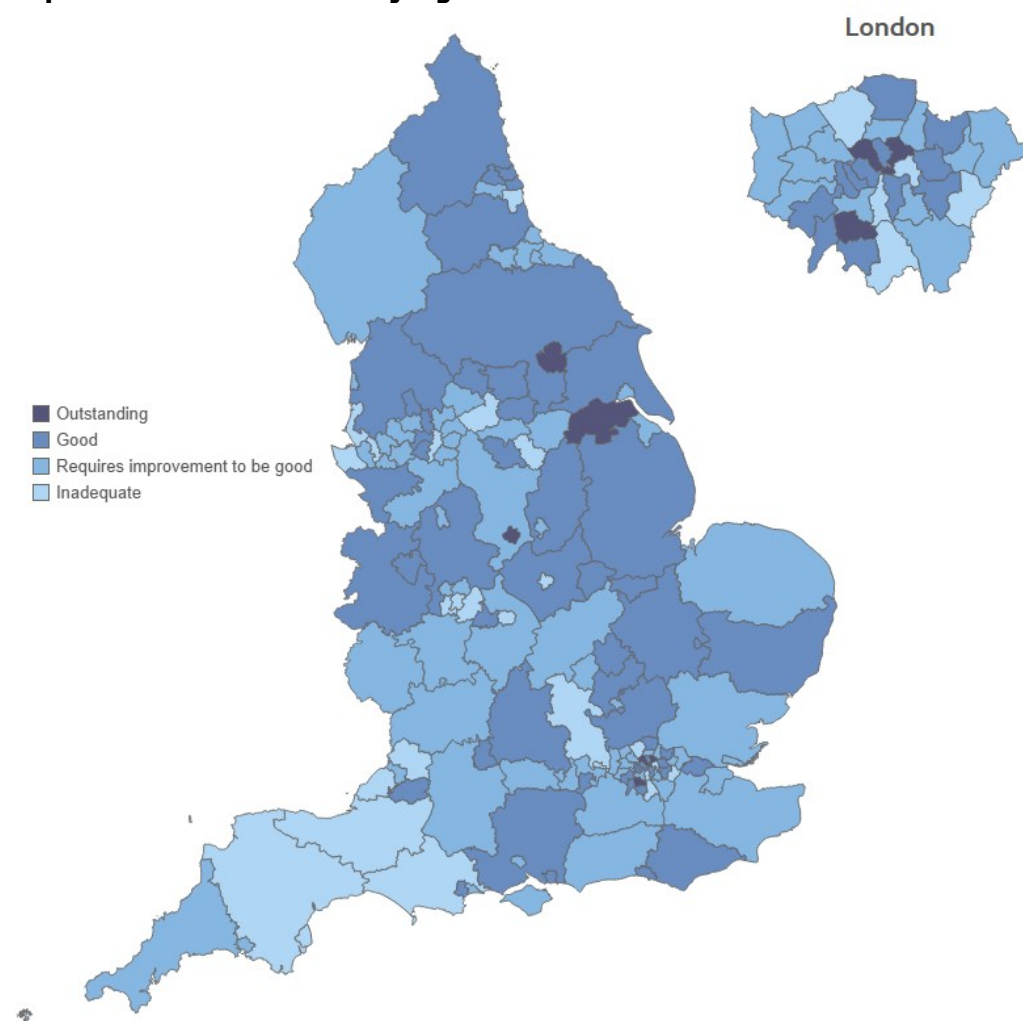 London
Outstanding
Good
Requires improvement to be good
Inadequate